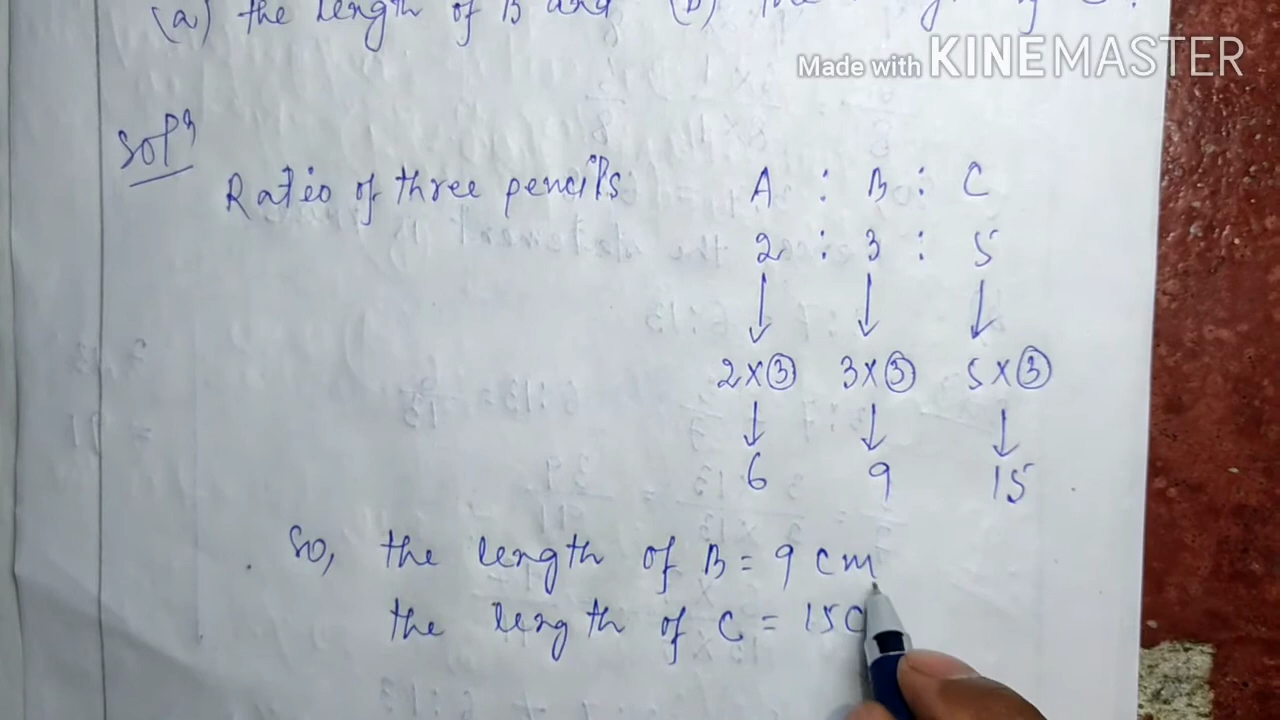 (a) the length of B and (b) the
Made with KINEMASTER
Solⁿ
Ratio of three pencils A : B : C
2 : 3 : 5
2×3 3×3 5×3
6 9 15
So, the length of B = 9 cm
the length of C = 15c